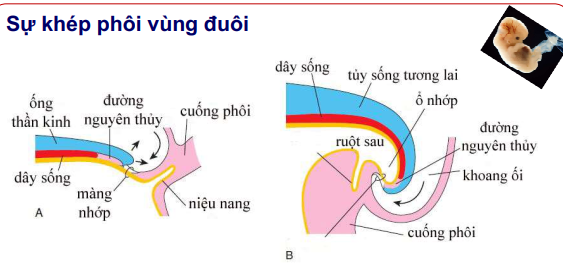 Sự khép phôi vùng đuôi
ống
thần kinh
đường
nguyên thủy
cuống phôi
dây sống
màng
nhớp
niệu nang
A
dây sống
tủy sống tương lai
ổ nhớp
ruột sau
đường
nguyên thủy
khoang ối
cuống phôi
B